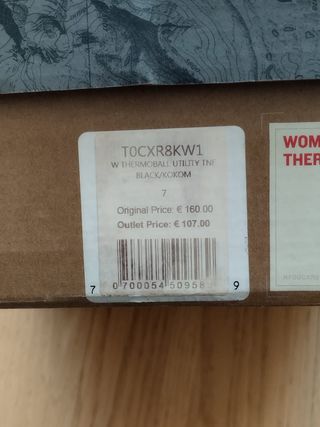 T0CXR8KW1
W THERMOBALL UTILITY INF
BLACK/KOKOM
7
Original Price: € 160.00
Outlet Price: € 107.00
7 0 700054 50958 9
WOM
THER